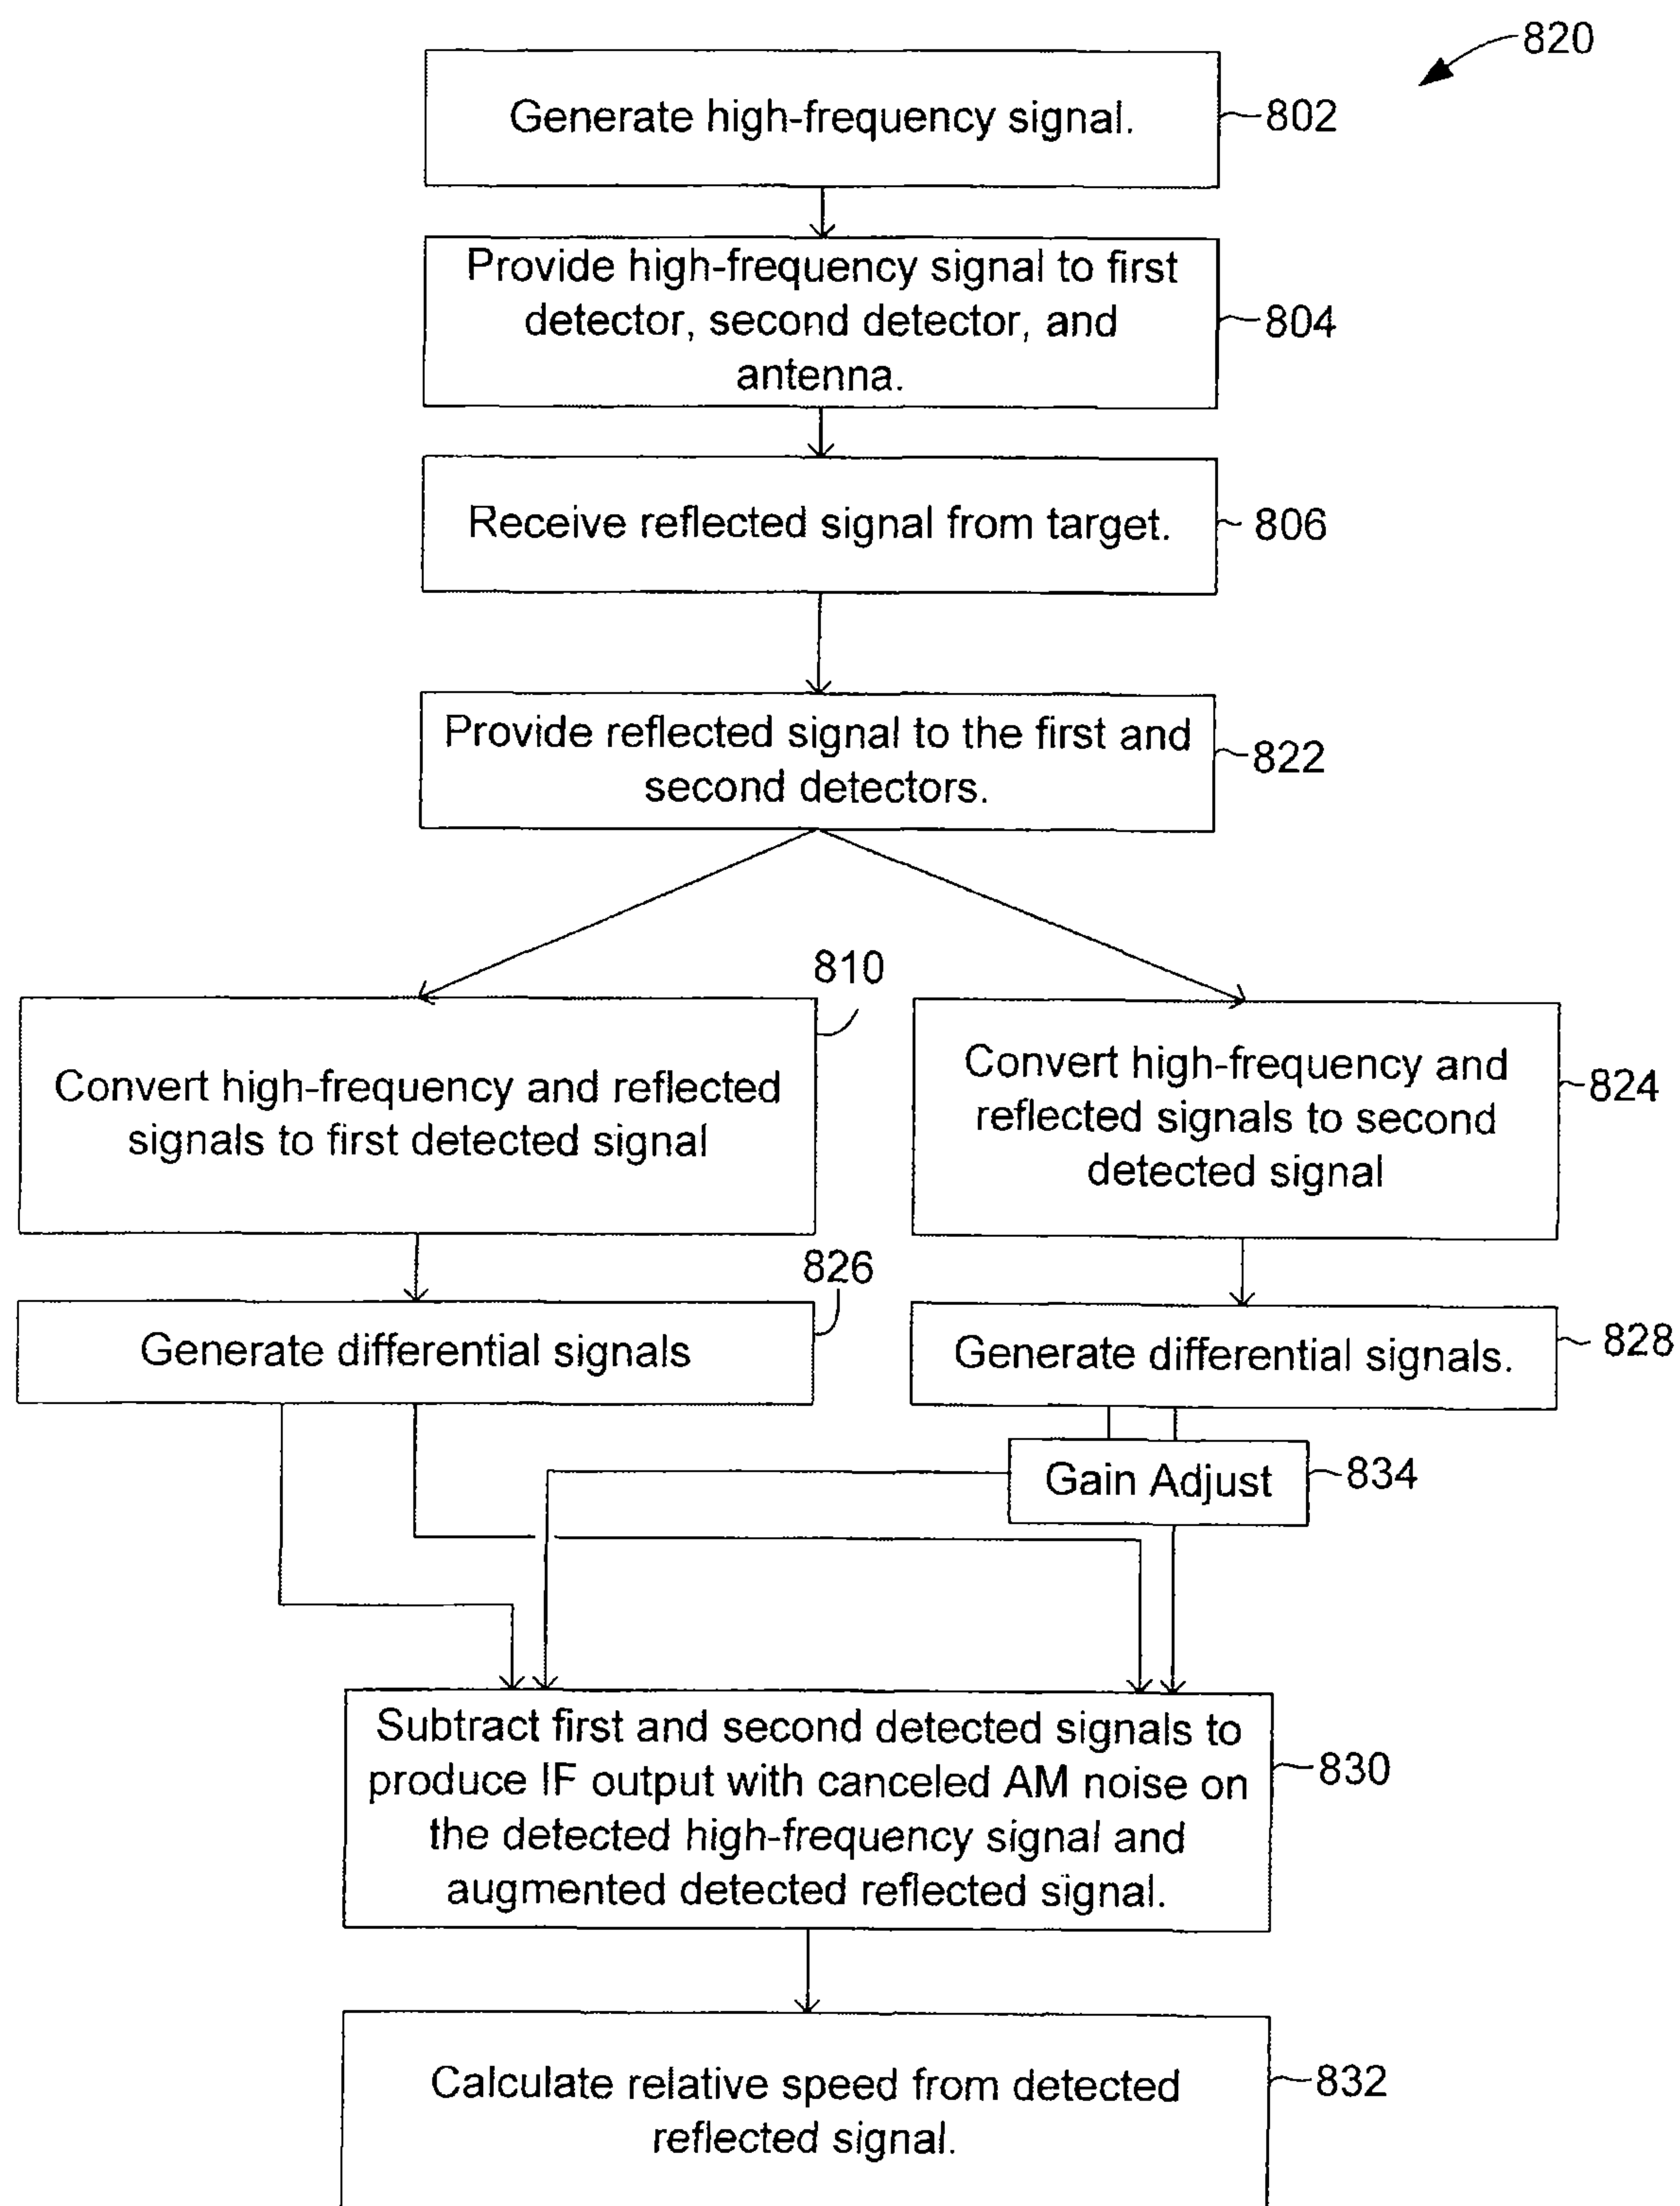 820
Generate high-frequency signal.
802
Provide high-frequency signal to first
detector, second detector, and
antenna.
804
Receive reflected signal from target.
806
Provide reflected signal to the first and
second detectors.
822
810
Convert high-frequency and reflected
signals to first detected signal
Convert high-frequency and
reflected signals to second
detected signal
824
826
Generate differential signals
Generate differential signals.
828
Gain Adjust
834
Subtract first and second detected signals to
produce IF output with canceled AM noise on
the detected high-frequency signal and
augmented detected reflected signal.
830
Calculate relative speed from detected
reflected signal.
832